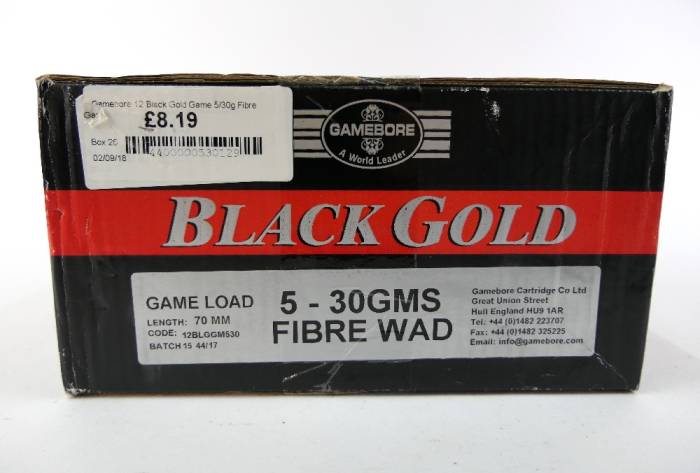 Gamebore 12 Black Gold Game 5/30g Fibre
£8.19
Box 25
02/09/18
4400000530129
GAMEBORE
A World Leader
BLACK GOLD
GAME LOAD
LENGTH: 70 MM
CODE: 12BLGGM530
BATCH 15 44/17
5 - 30GMS
FIBRE WAD
Gamebore Cartridge Co Ltd
Great Union Street
Hull England HU9 1AR
Tel: +44 (0)1482 223707
Fax: +44 (0)1482 325225
Email: info@gamebore.com